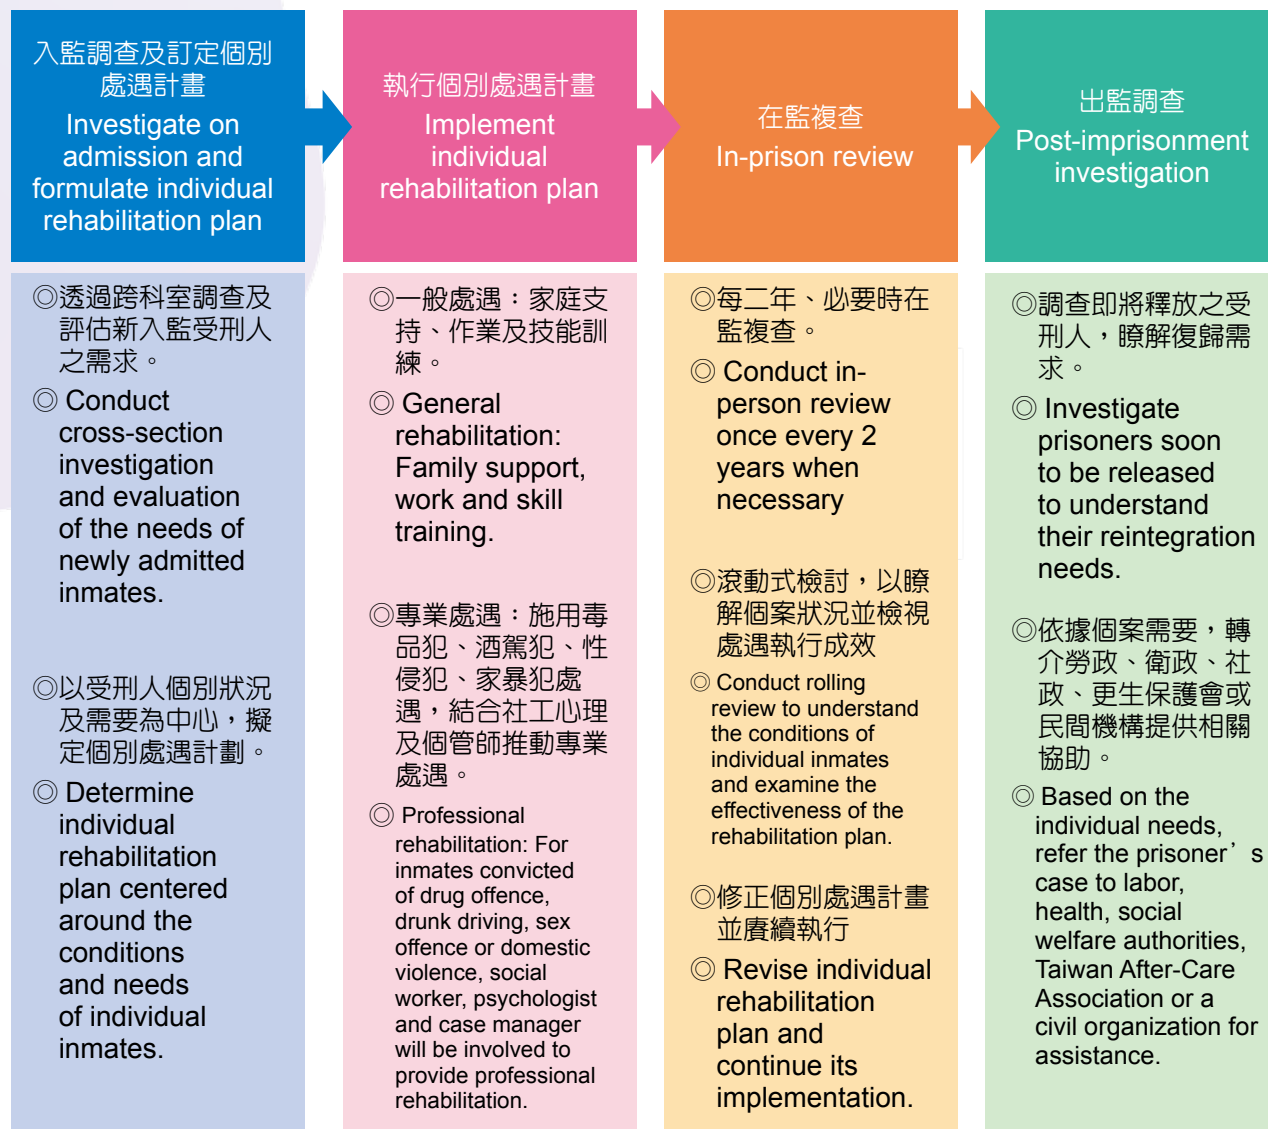 入監調查及訂定個別
處遇計畫
Investigate on
admission and
formulate individual
rehabilitation plan
執行個別處遇計畫
Implement
individual
rehabilitation plan
在監複查
In-prison review
出監調查
Post-imprisonment
investigation
◎透過跨科室調查及
評估新入監受刑人
之需求。
◎ Conduct
cross-section
investigation
and evaluation
of the needs of
newly admitted
inmates.
◎以受刑人個別狀況
及需要為中心，擬
定個別處遇計劃。
◎ Determine
individual
rehabilitation
plan centered
around the
conditions
and needs
of individual
inmates.
◎一般處遇：家庭支
持、作業及技能訓
練。
◎ General
rehabilitation:
Family support,
work and skill
training.
◎專業處遇：施用毒
品犯、酒駕犯、性
侵犯、家暴犯處
遇，結合社工心理
及個管師推動專業
處遇。
◎ Professional
rehabilitation: For
inmates convicted
of drug offence,
drunk driving, sex
offence or domestic
violence, social
worker, psychologist
and case manager
will be involved to
provide professional
rehabilitation.
◎每二年、必要時在
監複查。
◎ Conduct in-
person review
once every 2
years when
necessary
◎滾動式檢討，以瞭
解個案狀況並檢視
處遇執行成效
◎ Conduct rolling
review to understand
the conditions of
individual inmates
and examine the
effectiveness of the
rehabilitation plan.
◎修正個別處遇計畫
並賡續執行
◎ Revise individual
rehabilitation
plan and
continue its
implementation.
◎調查即將釋放之受
刑人，瞭解復歸需
求。
◎ Investigate
prisoners soon
to be released
to understand
their reintegration
needs.
◎依據個案需要，轉
介勞政、衛政、社
政、更生保護會或
民間機構提供相關
協助。
◎ Based on the
individual needs,
refer the prisoner’s
case to labor,
health, social
welfare authorities,
Taiwan After-Care
Association or a
civil organization for
assistance.